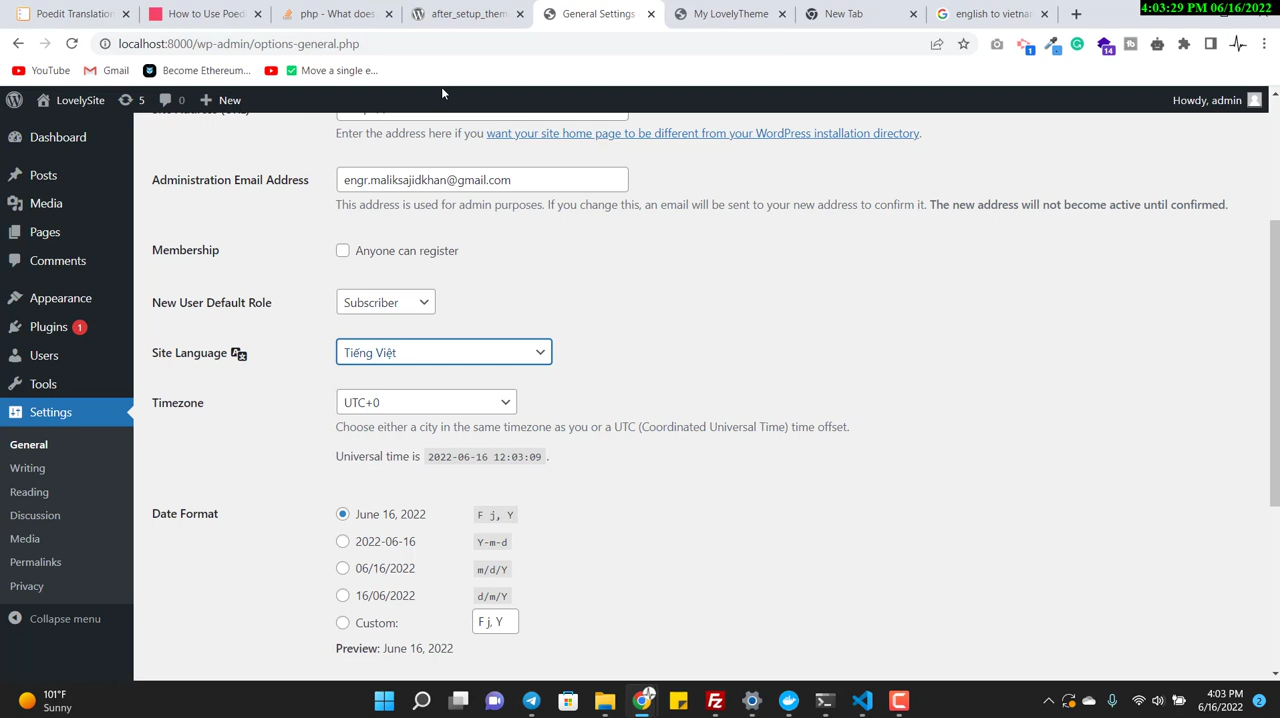 Poedit Translation
How to Use Poedi
php - What does
after_setup_them
General Settings
My LovelyTheme
New Tab
english to vietna
4:03:29 PM 06/16/2022
localhost:8000/wp-admin/options-general.php
1
14
YouTube
Gmail
Become Ethereum...
Move a single e...
LovelySite
5
0
New
Howdy, admin
Dashboard
Posts
Media
Pages
Comments
Appearance
Plugins 1
Users
Tools
Settings
General
Writing
Reading
Discussion
Media
Permalinks
Privacy
Collapse menu
Enter the address here if you want your site home page to be different from your WordPress installation directory.
Administration Email Address
engr.maliksajidkhan@gmail.com
This address is used for admin purposes. If you change this, an email will be sent to your new address to confirm it. The new address will not become active until confirmed.
Membership
Anyone can register
New User Default Role
Subscriber
Site Language
Tiếng Việt
Timezone
UTC+0
Choose either a city in the same timezone as you or a UTC (Coordinated Universal Time) time offset.
Universal time is 2022-06-16 12:03:09 .
Date Format
June 16, 2022 F j, Y
2022-06-16 Y-m-d
06/16/2022 m/d/Y
16/06/2022 d/m/Y
Custom: F j, Y
Preview: June 16, 2022
101°F
Sunny
4:03 PM
6/16/2022
2